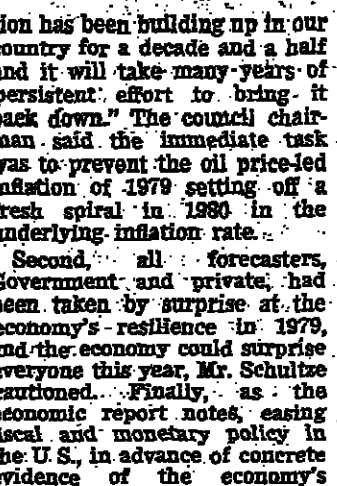 tion has been building up in our
country for a decade and a half
and it will take many years of
persistent effort to bring it
back down." The council chair-
man said the immediate task
was to prevent the oil price-led
inflation of 1979 setting off a
fresh spiral in 1980 in the
underlying inflation rate.
Second, all forecasters,
Government and private, had
been taken by surprise at the
economy's resilience in 1979,
and the economy could surprise
everyone this year, Mr. Schultze
cautioned. Finally, as the
economic report notes, easing
fiscal and monetary policy in
the U.S., in advance of concrete
evidence of the economy's